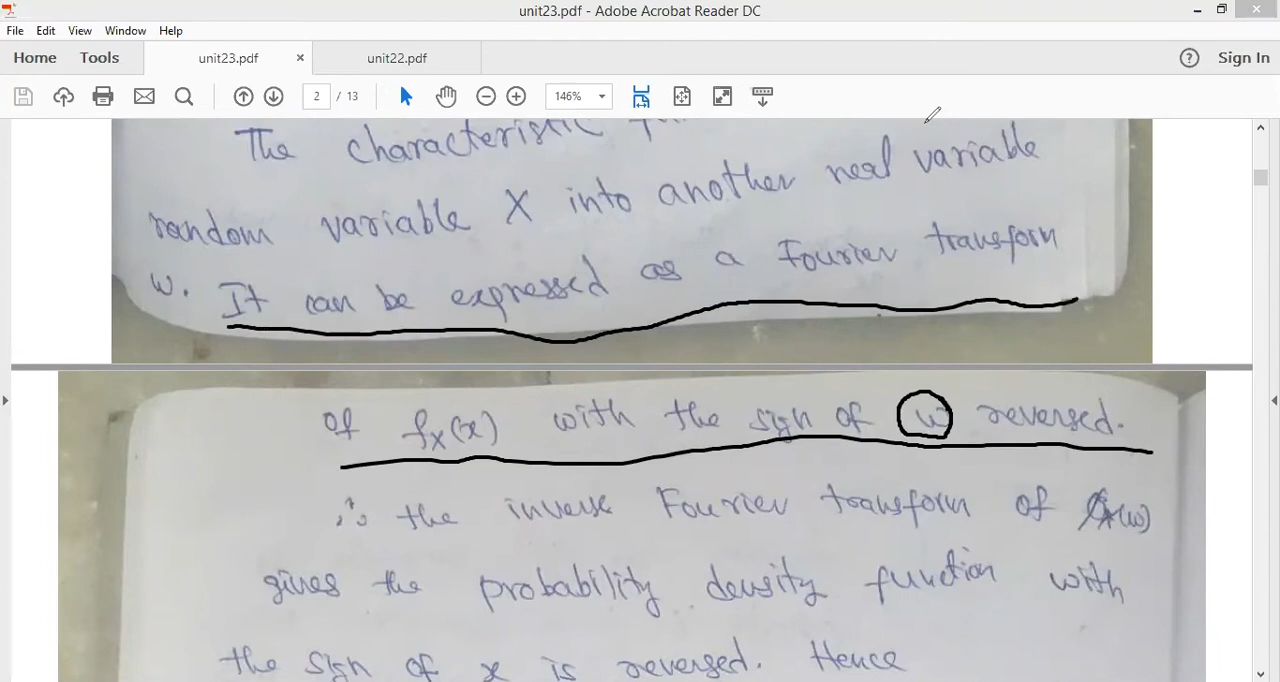 unit23.pdf - Adobe Acrobat Reader DC
File Edit View Window Help
Home Tools unit23.pdf × unit22.pdf ? Sign In
2 / 13 146%
The characteristic
random variable X into another real variable
w. It can be expressed as a Fourier transform
of fX(x) with the sign of w reversed.
∴ the inverse Fourier transform of (w)
gives the probability density function with
the sign of x is reversed. Hence